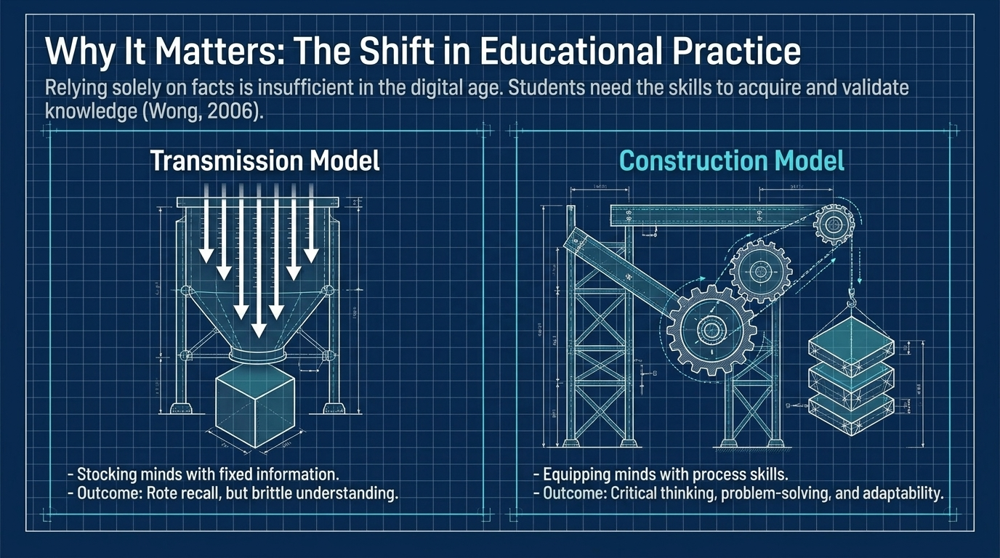 Why It Matters: The Shift in Educational Practice
Relying solely on facts is insufficient in the digital age. Students need the skills to acquire and validate
knowledge (Wong, 2006).
Transmission Model
- Stocking minds with fixed information.
- Outcome: Rote recall, but brittle understanding.
Construction Model
- Equipping minds with process skills.
- Outcome: Critical thinking, problem-solving, and adaptability.